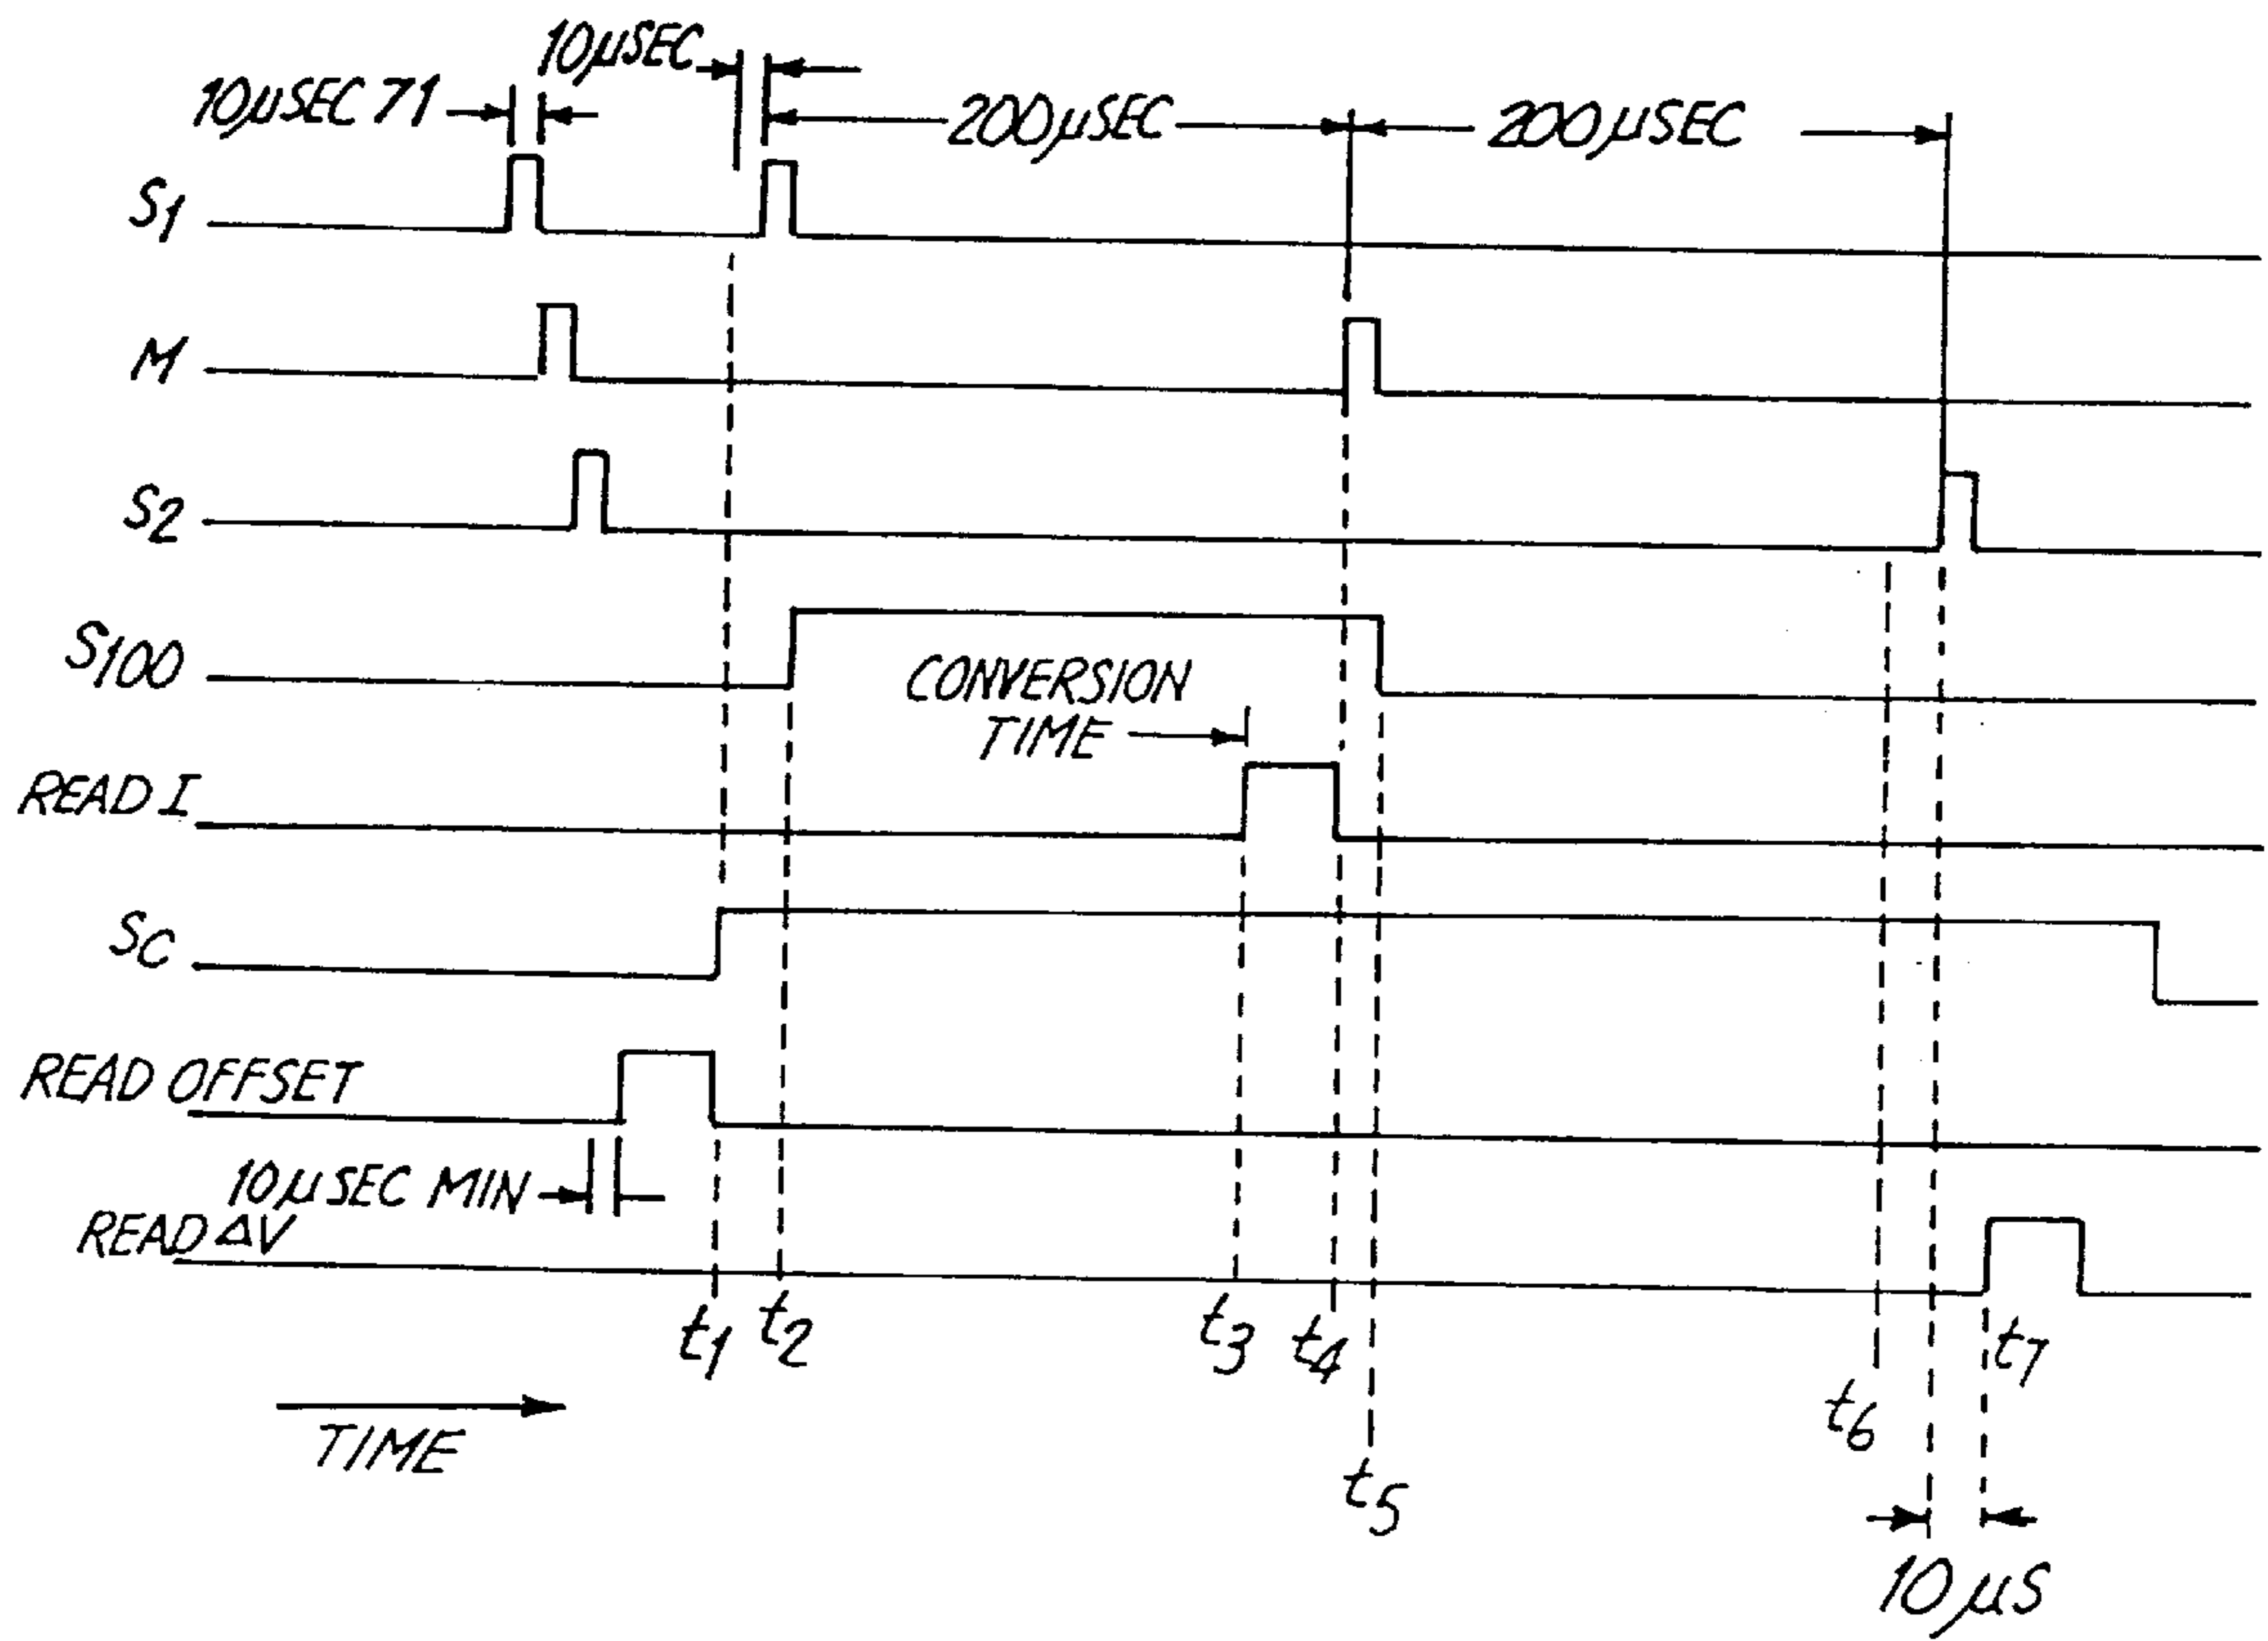 10µSEC
10µSEC 71
200µSEC
200µSEC
S1
M
S2
S100
CONVERSION
TIME
READ I
SC
READ OFFSET
10µSEC MIN
READ ΔV
t1
t2
t3
t4
t5
t6
t7
TIME
10µS